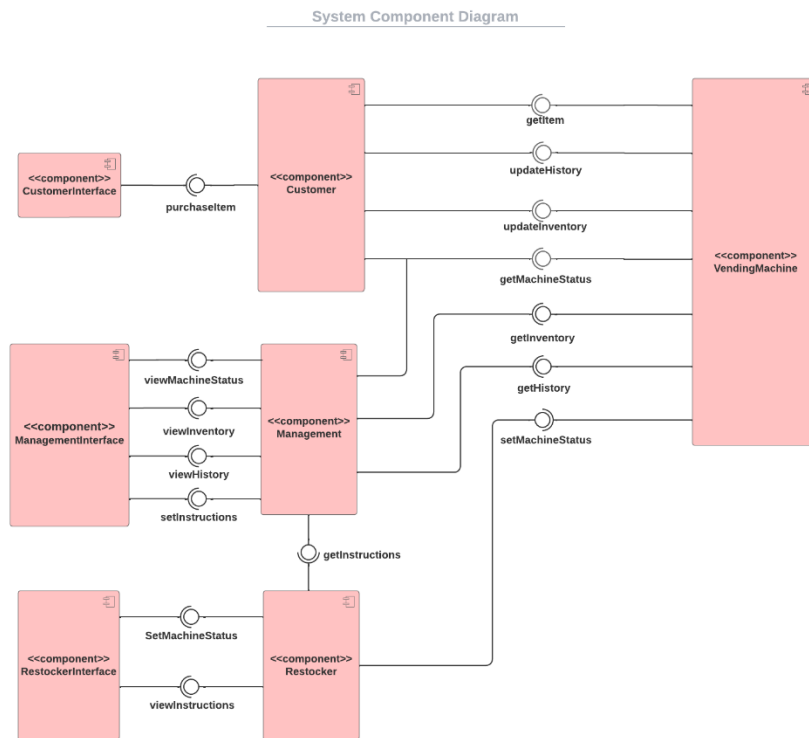 System Component Diagram
<<component>>
CustomerInterface
purchaseItem
<<component>>
Customer
getItem
updateHistory
updateInventory
getMachineStatus
getInventory
getHistory
setMachineStatus
<<component>>
VendingMachine
<<component>>
ManagementInterface
viewMachineStatus
viewInventory
viewHistory
setInstructions
<<component>>
Management
getInstructions
<<component>>
RestockerInterface
SetMachineStatus
viewInstructions
<<component>>
Restocker